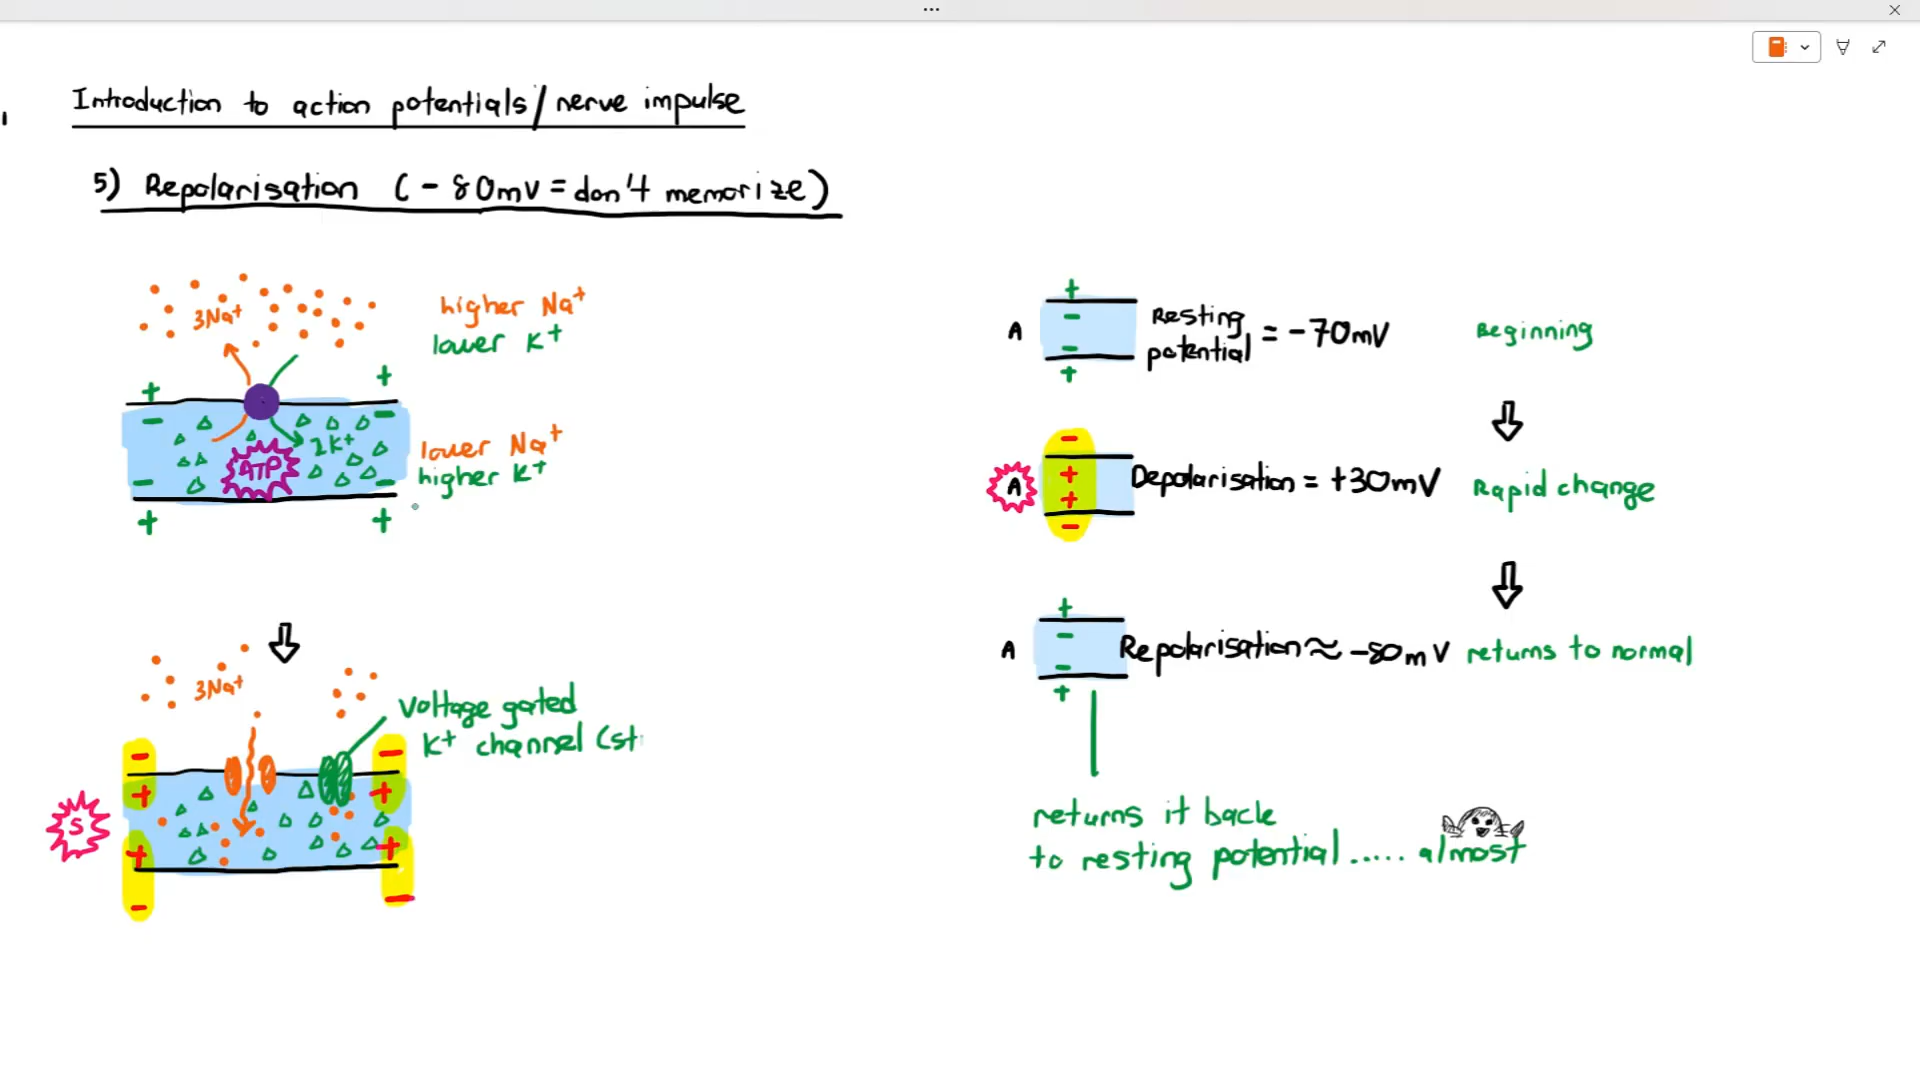 Introduction to action potentials/nerve impulse
5) Repolarisation (-80mV = don't memorize)
3Na+
higher Na+
lower K+
+ +
- -
2K+
ATP
lower Na+
higher K+
- -
+ +
3Na+
Voltage gated
K+ channel (st
- -
+ +
S
+ +
- -
+
A - Resting potential = -70mV Beginning
-
+
-
A + Depolarisation = +30mV Rapid change
+
-
+
A - Repolarisation ≈ -80mV returns to normal
-
+
returns it back
to resting potential ..... almost